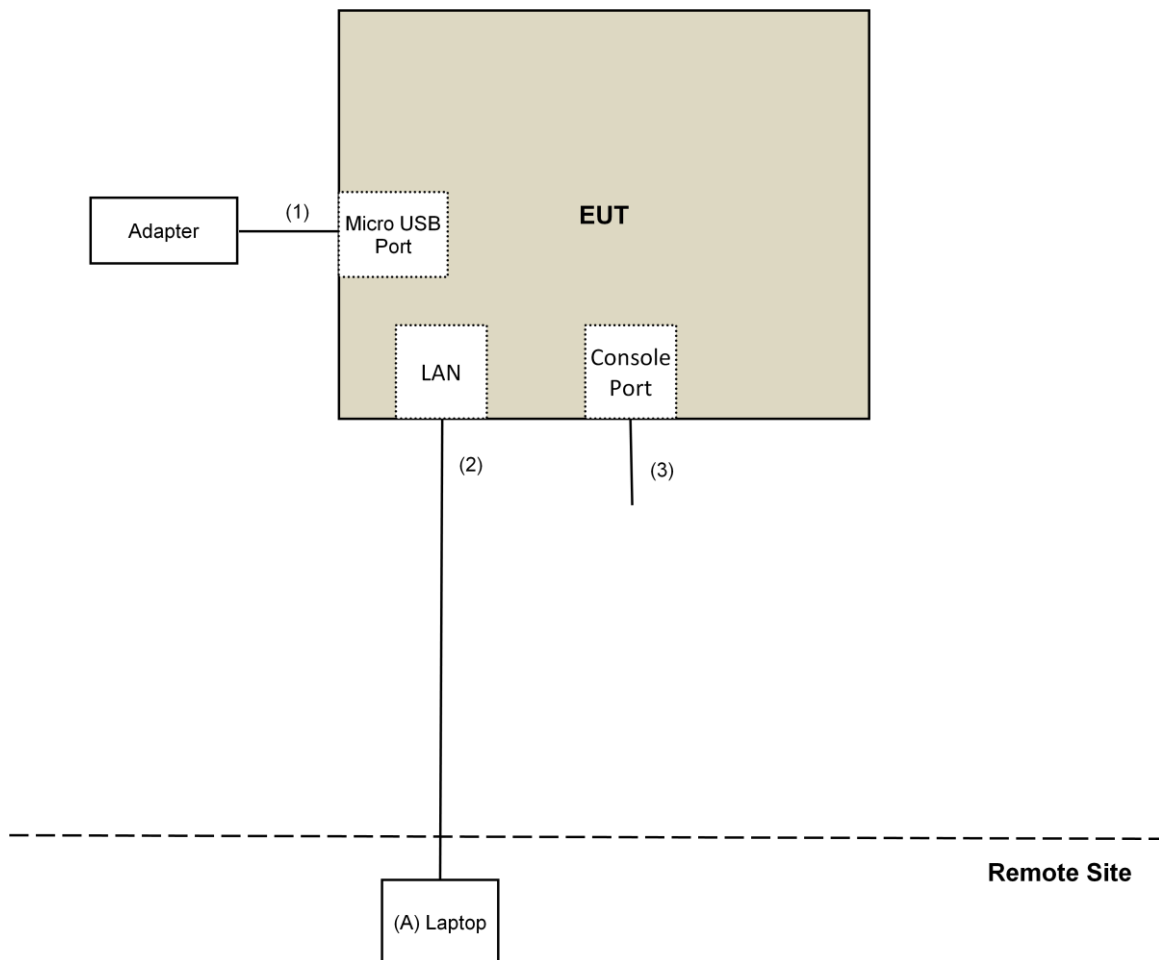 EUT
Adapter
(1)
Micro USB
Port
LAN
Console
Port
(2)
(3)
Remote Site
(A) Laptop